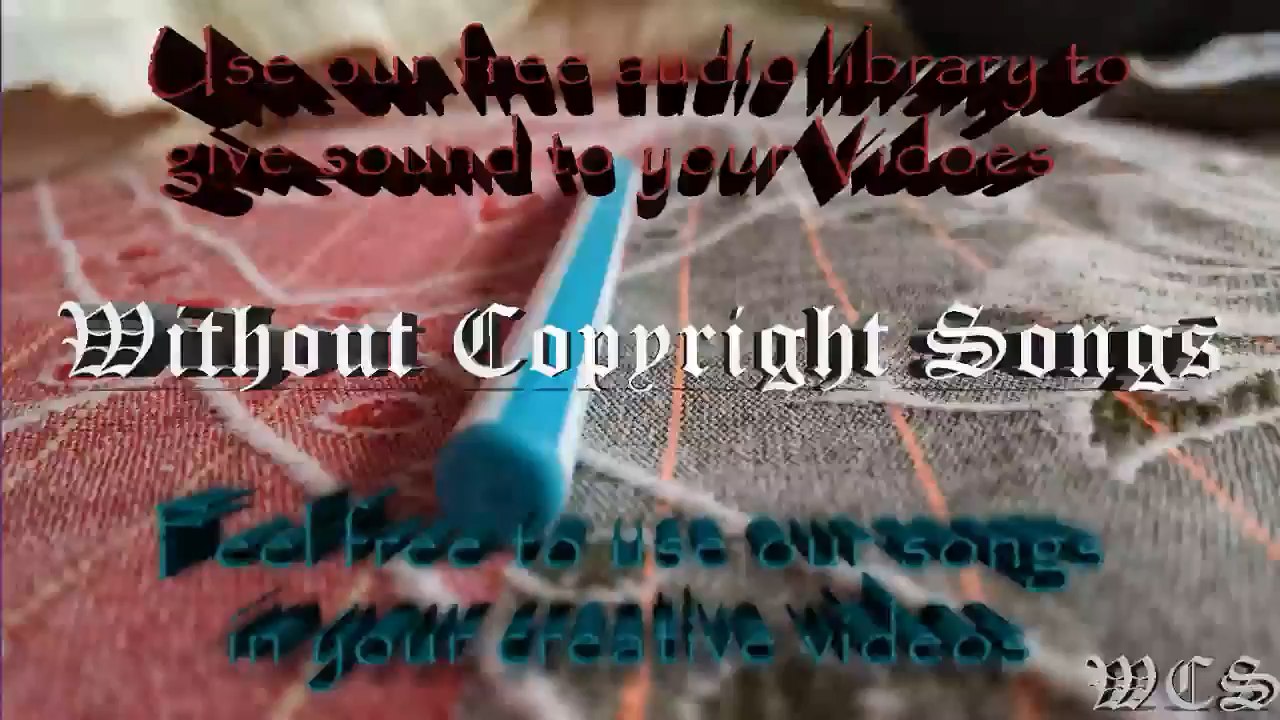 Use our free audio library to
give sound to your Vidoes
Without Copyright Songs
Feel free to use our songs
in your creative videos
WCS